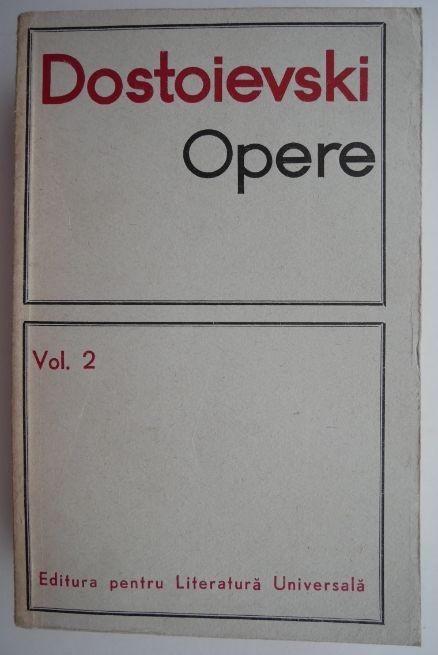 Dostoievski
Opere
Vol. 2
Editura pentru Literatură Universală